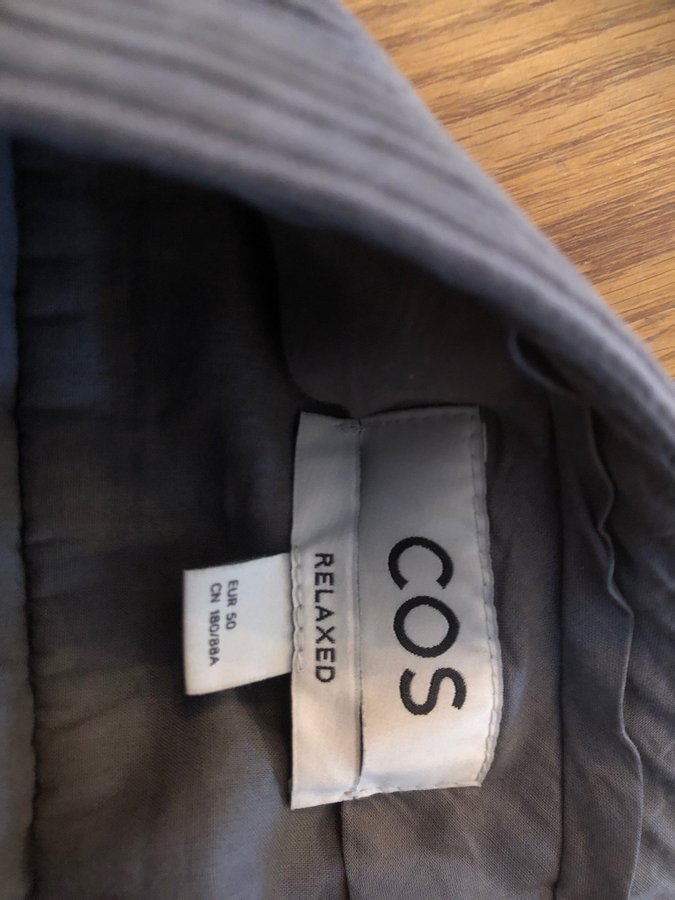 COS
RELAXED
EUR 50
CN 180/88A